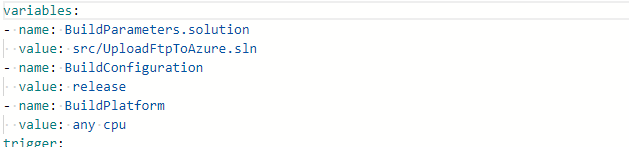 variables:
- name: BuildParameters.solution
  value: src/UploadFtpToAzure.sln
- name: BuildConfiguration
  value: release
- name: BuildPlatform
  value: any cpu
trigger: